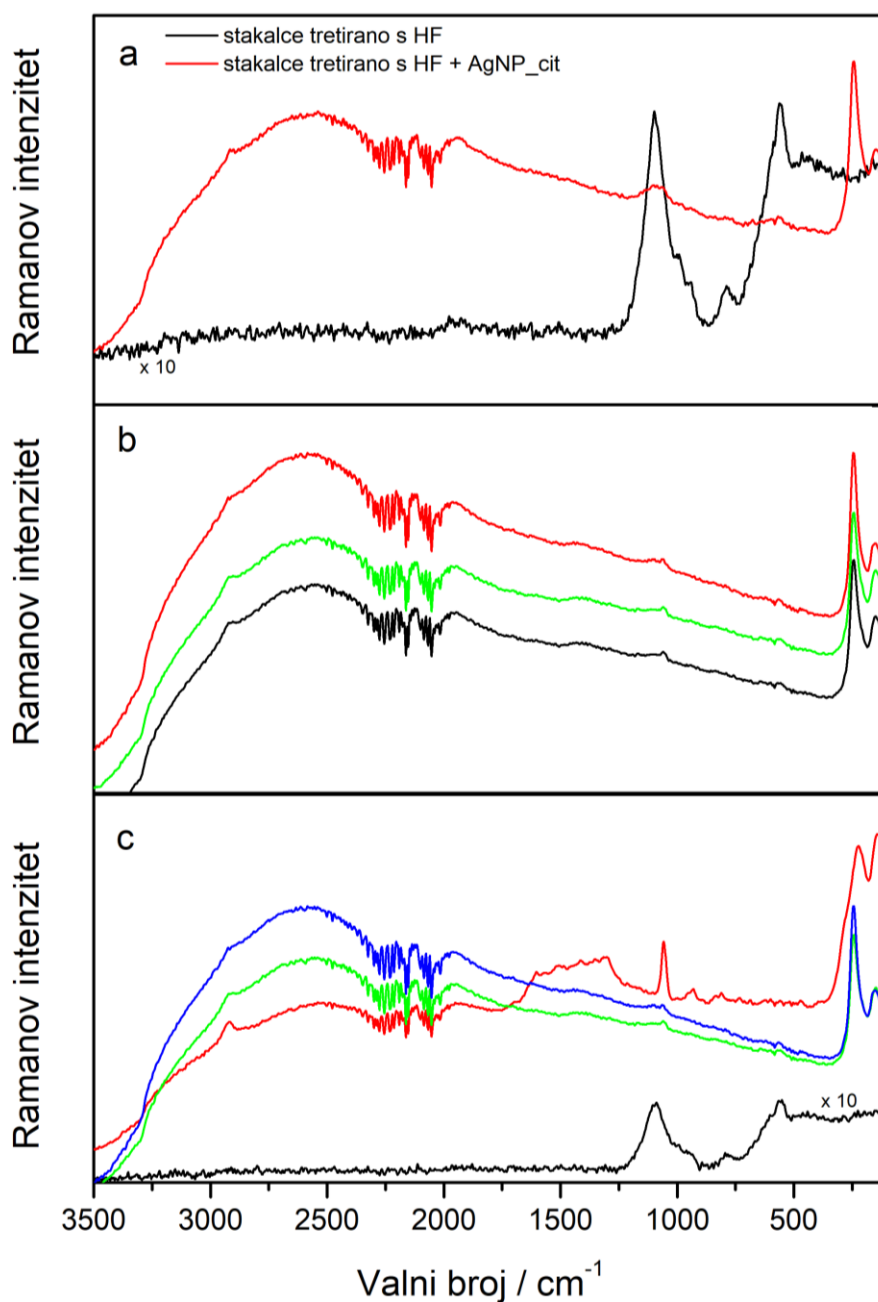 a
stakalce tretirano s HF
stakalce tretirano s HF + AgNP_cit
Ramanov intenzitet
x 10
b
Ramanov intenzitet
c
Ramanov intenzitet
x 10
3500 3000 2500 2000 1500 1000 500
Valni broj / cm⁻¹